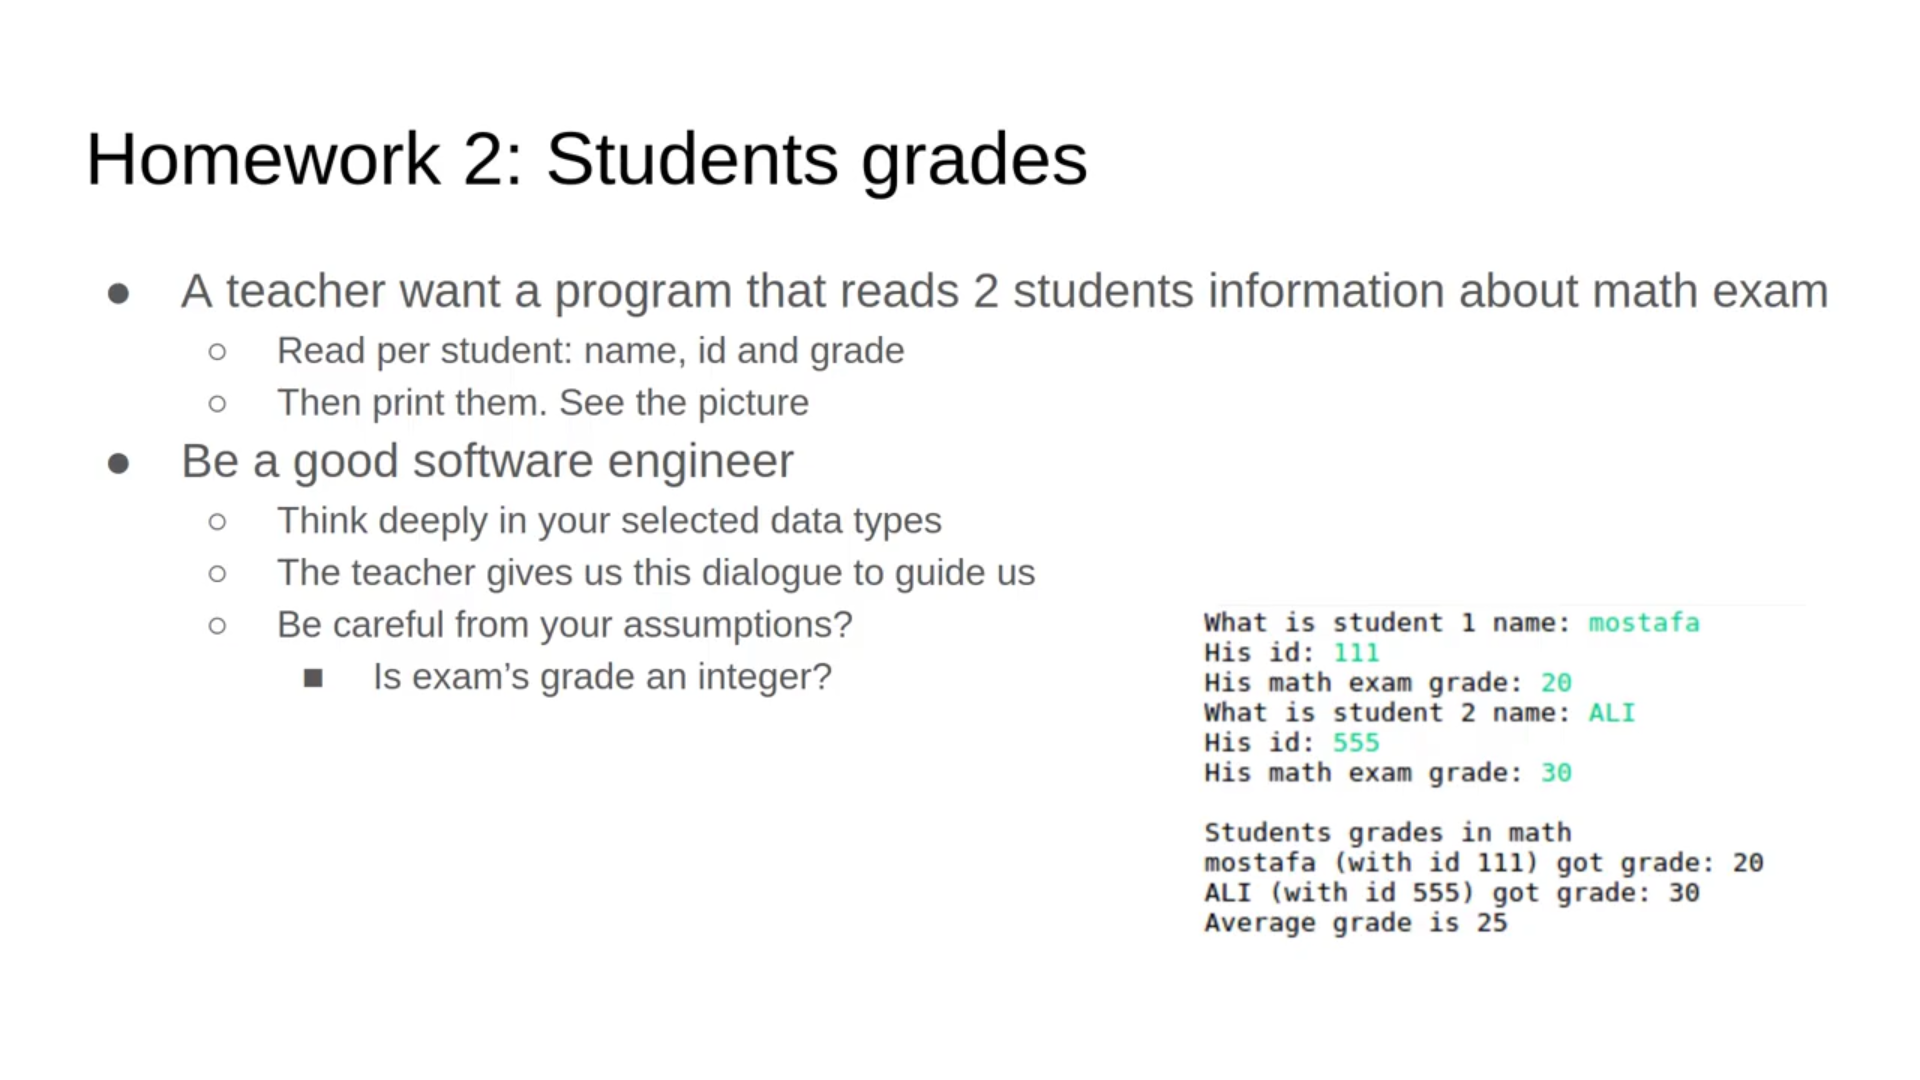 Homework 2: Students grades
● A teacher want a program that reads 2 students information about math exam
○ Read per student: name, id and grade
○ Then print them. See the picture
● Be a good software engineer
○ Think deeply in your selected data types
○ The teacher gives us this dialogue to guide us
○ Be careful from your assumptions?
■ Is exam’s grade an integer?
What is student 1 name: mostafa
His id: 111
His math exam grade: 20
What is student 2 name: ALI
His id: 555
His math exam grade: 30
Students grades in math
mostafa (with id 111) got grade: 20
ALI (with id 555) got grade: 30
Average grade is 25